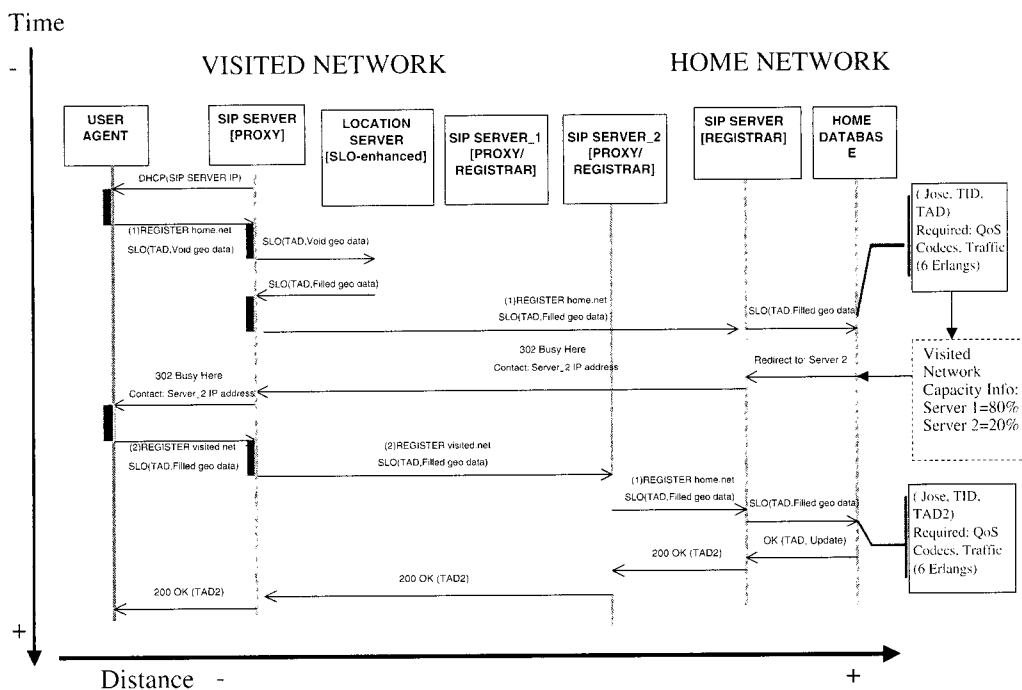 Time
-
VISITED NETWORK
HOME NETWORK
USER
AGENT
SIP SERVER
[PROXY]
LOCATION
SERVER
[SLO-enhanced]
SIP SERVER_1
[PROXY/
REGISTRAR]
SIP SERVER_2
[PROXY/
REGISTRAR]
SIP SERVER
[REGISTRAR]
HOME
DATABAS
E
DHCP(SIP SERVER IP)
(1)REGISTER home.net
SLO(TAD,Void geo data)
SLO(TAD,Void geo data)
SLO(TAD,Filled geo data)
(1)REGISTER home.net
SLO(TAD,Filled geo data)
SLO(TAD,Filled geo data)
( Jose, TID,
TAD)
Required: QoS
Codecs, Traffic
(6 Erlangs)
302 Busy Here
Contact: Server_2 IP address
Redirect to: Server 2
Visited
Network
Capacity Info:
Server 1=80%
Server 2=20%
302 Busy Here
Contact: Server_2 IP address
(2)REGISTER visited.net
SLO(TAD,Filled geo data)
(2)REGISTER visited.net
SLO(TAD,Filled geo data)
(1)REGISTER home.net
SLO(TAD,Filled geo data)
SLO(TAD,Filled geo data)
( Jose, TID,
TAD2)
Required: QoS
Codecs, Traffic
(6 Erlangs)
OK (TAD, Update)
200 OK (TAD2)
200 OK (TAD2)
200 OK (TAD2)
+
Distance -
+